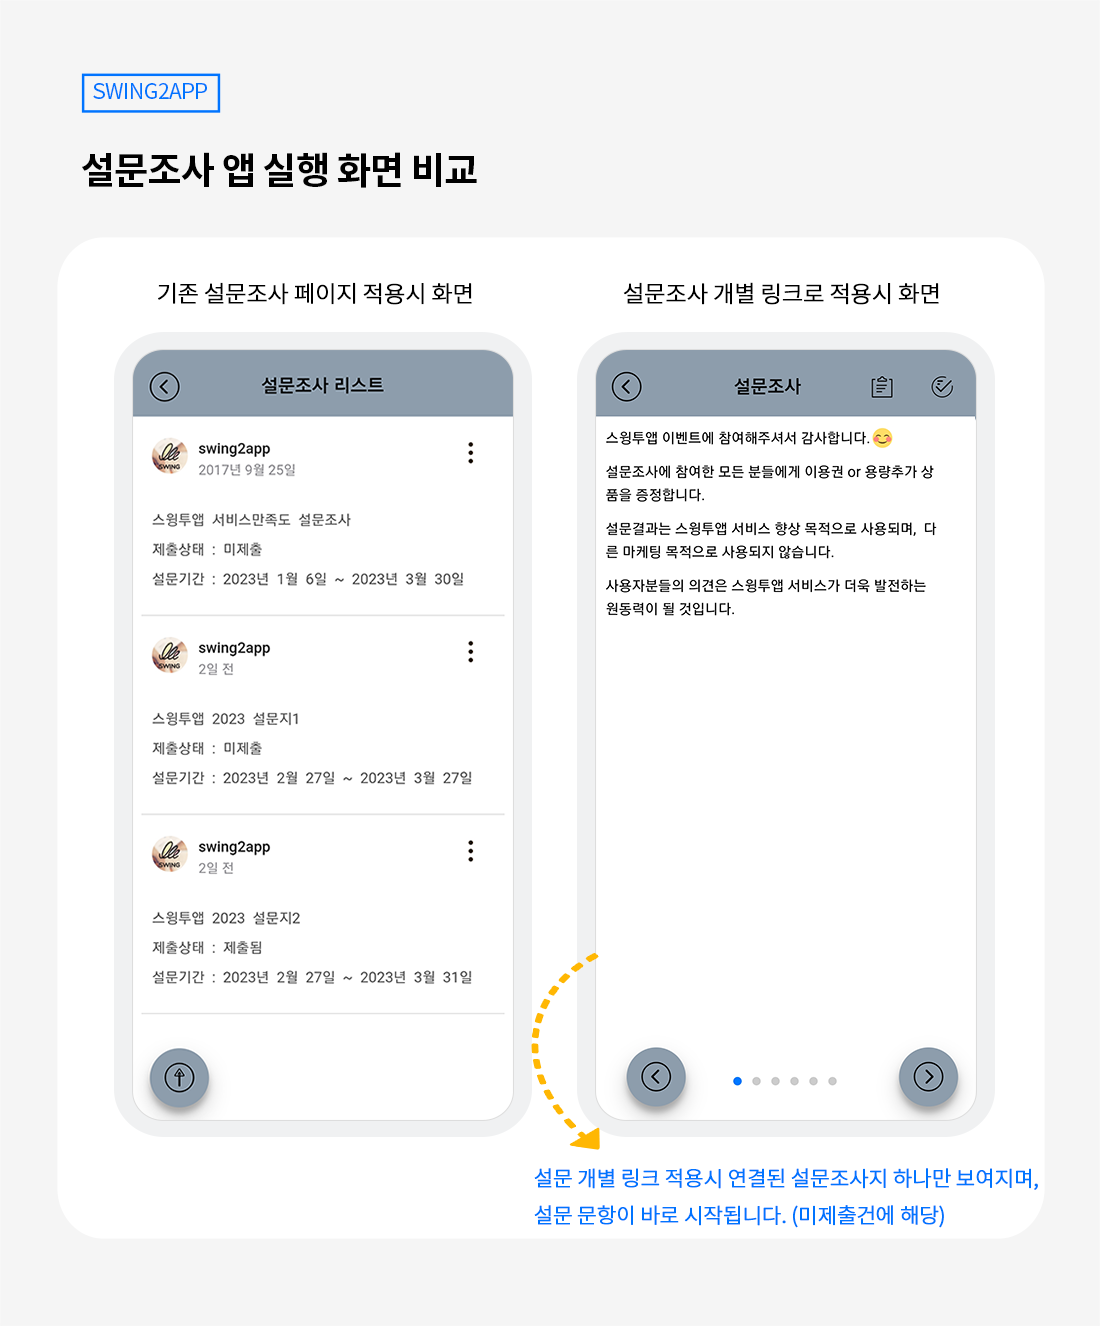 SWING2APP
설문조사 앱 실행 화면 비교
기존 설문조사 페이지 적용시 화면
설문조사 리스트
SWING
swing2app
2017년 9월 25일
스윙투앱 서비스만족도 설문조사
제출상태 : 미제출
설문기간 : 2023년 1월 6일 ~ 2023년 3월 30일
SWING
swing2app
2일 전
스윙투앱 2023 설문지1
제출상태 : 미제출
설문기간 : 2023년 2월 27일 ~ 2023년 3월 27일
SWING
swing2app
2일 전
스윙투앱 2023 설문지2
제출상태 : 제출됨
설문기간 : 2023년 2월 27일 ~ 2023년 3월 31일
설문조사 개별 링크로 적용시 화면
설문조사
스윙투앱 이벤트에 참여해주셔서 감사합니다.😊
설문조사에 참여한 모든 분들에게 이용권 or 용량추가 상
품을 증정합니다.
설문결과는 스윙투앱 서비스 향상 목적으로 사용되며, 다
른 마케팅 목적으로 사용되지 않습니다.
사용자분들의 의견은 스윙투앱 서비스가 더욱 발전하는
원동력이 될 것입니다.
설문 개별 링크 적용시 연결된 설문조사지 하나만 보여지며,
설문 문항이 바로 시작됩니다. (미제출건에 해당)